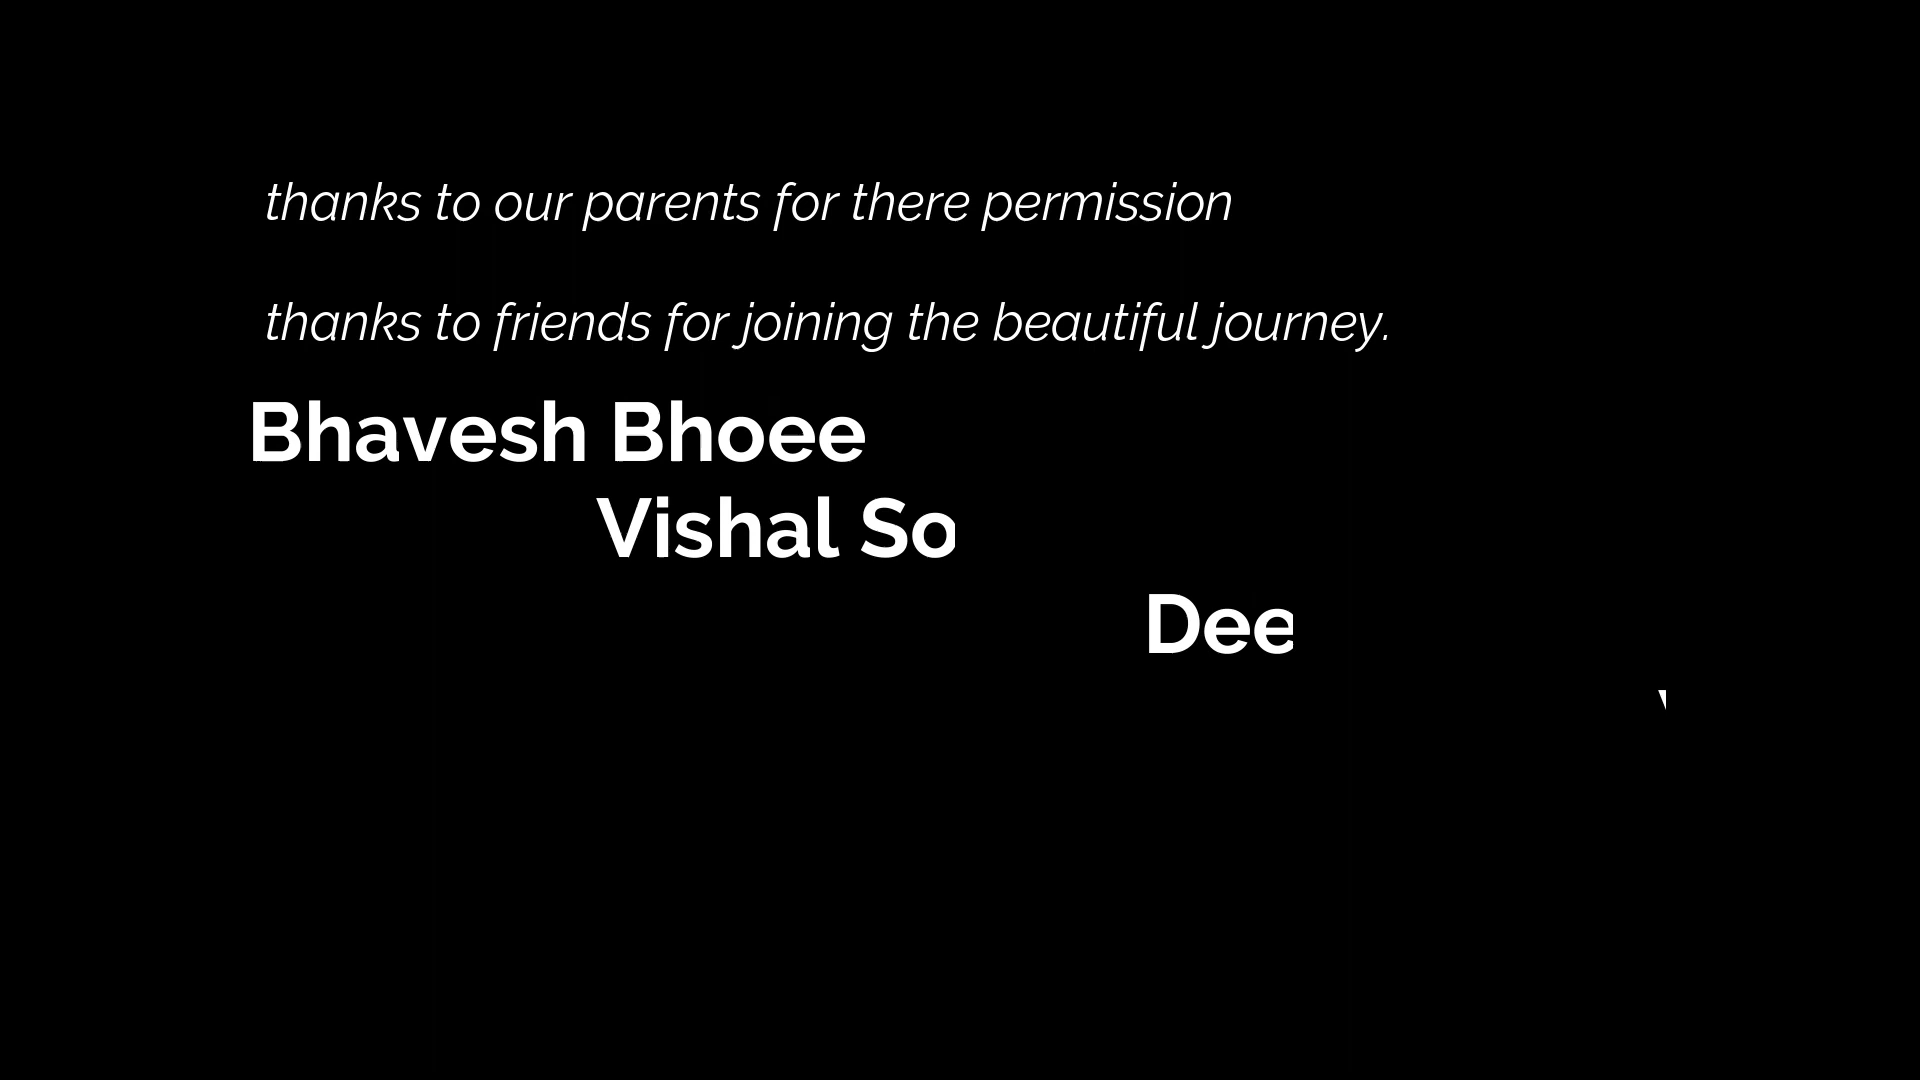 thanks to our parents for there permission
thanks to friends for joining the beautiful journey.
Bhavesh Bhoee
Vishal So
Dee